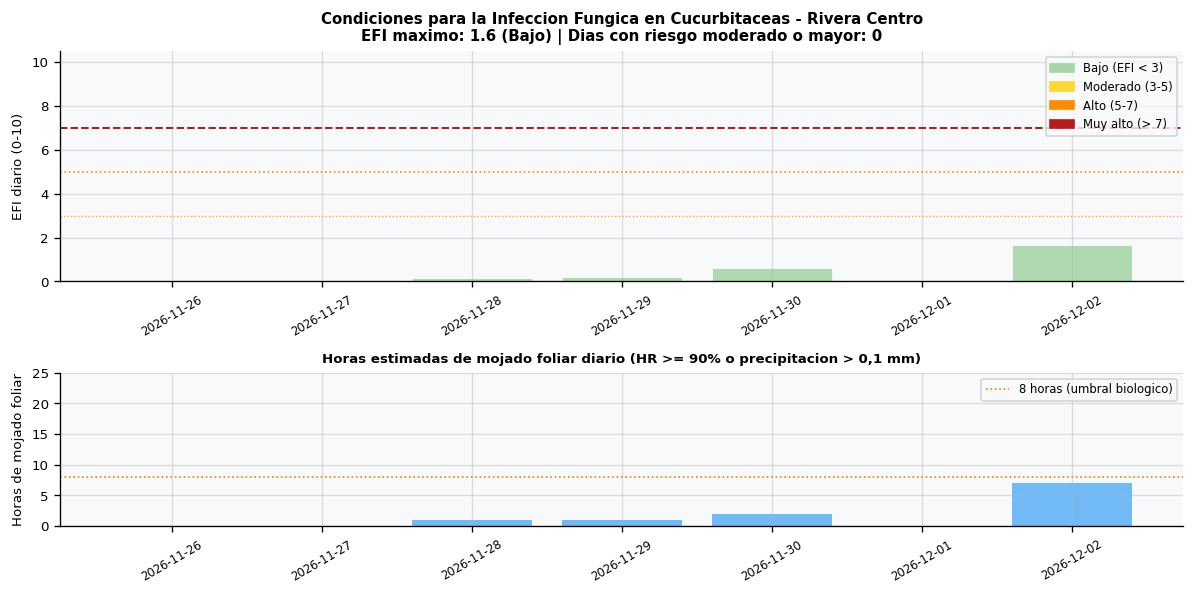 Condiciones para la Infeccion Fungica en Cucurbitaceas - Rivera Centro
EFI maximo: 1.6 (Bajo) | Dias con riesgo moderado o mayor: 0
EFI diario (0-10)
10
8
6
4
2
0
Bajo (EFI < 3)
Moderado (3-5)
Alto (5-7)
Muy alto (> 7)
2026-11-26
2026-11-27
2026-11-28
2026-11-29
2026-11-30
2026-12-01
2026-12-02
Horas estimadas de mojado foliar diario (HR >= 90% o precipitacion > 0,1 mm)
Horas de mojado foliar
25
20
15
10
5
0
8 horas (umbral biologico)
2026-11-26
2026-11-27
2026-11-28
2026-11-29
2026-11-30
2026-12-01
2026-12-02